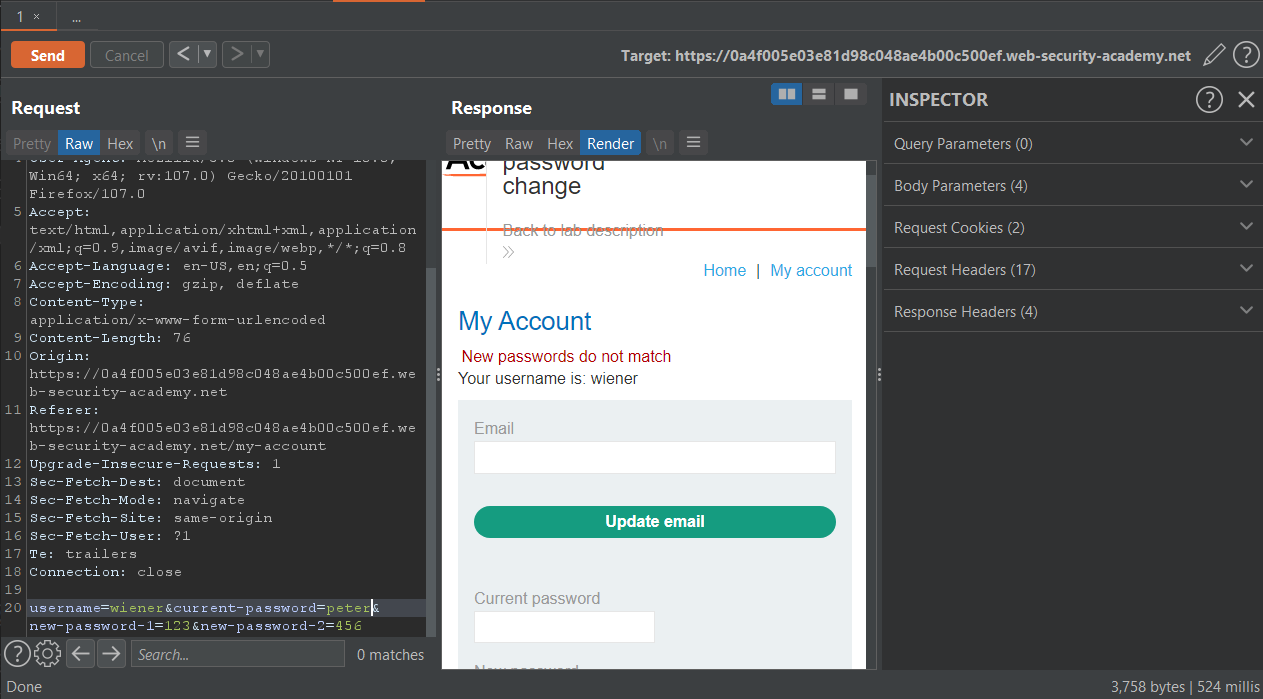 1 ×
...
Send
Cancel
<
>
Target: https://0a4f005e03e81d98c048ae4b00c500ef.web-security-academy.net
?
Request
Pretty
Raw
Hex
\n
Win64; x64; rv:107.0) Gecko/20100101
Firefox/107.0
5 Accept:
text/html,application/xhtml+xml,application
/xml;q=0.9,image/avif,image/webp,*/*;q=0.8
6 Accept-Language: en-US,en;q=0.5
7 Accept-Encoding: gzip, deflate
8 Content-Type:
application/x-www-form-urlencoded
9 Content-Length: 76
10 Origin:
https://0a4f005e03e81d98c048ae4b00c500ef.we
b-security-academy.net
11 Referer:
https://0a4f005e03e81d98c048ae4b00c500ef.we
b-security-academy.net/my-account
12 Upgrade-Insecure-Requests: 1
13 Sec-Fetch-Dest: document
14 Sec-Fetch-Mode: navigate
15 Sec-Fetch-Site: same-origin
16 Sec-Fetch-User: ?1
17 Te: trailers
18 Connection: close
19
20 username=wiener&current-password=peter&
new-password-1=123&new-password-2=456
?
Search...
0 matches
Done
Response
Pretty
Raw
Hex
Render
\n
password
change
Back to lab description
Home | My account
My Account
New passwords do not match
Your username is: wiener
Email
Update email
Current password
INSPECTOR
?
Query Parameters (0)
Body Parameters (4)
Request Cookies (2)
Request Headers (17)
Response Headers (4)
3,758 bytes | 524 millis